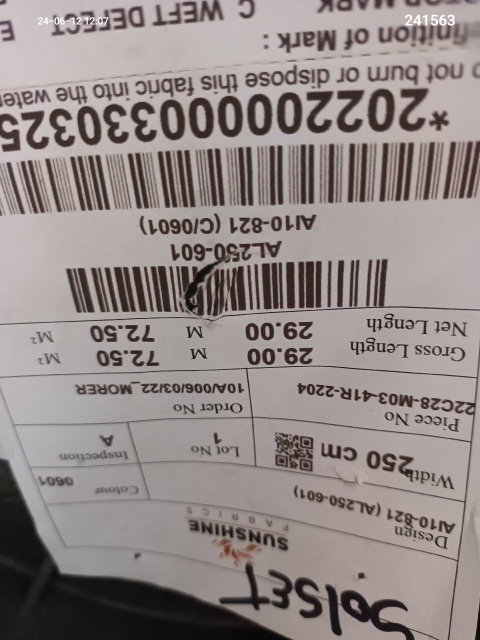 24-06-12 12:07
241563
SOlSET
SUNSHINE
FABRICS
Design
AI10-821 (AL250-601)
Colour
0601
Width
250 cm
Lot No
1
Inspection
A
Piece No
22C28-M03-41R-2204
Order No
10A/006/03/22_MORER
Gross Length
29.00 M 72.50 M²
Net Length
29.00 M 72.50 M²
AL250-601
AI10-821 (C/0601)
*20220000330325
not burn or dispose this fabric into the water
finition of Mark :
C WEFT DEFECT
MARK
E